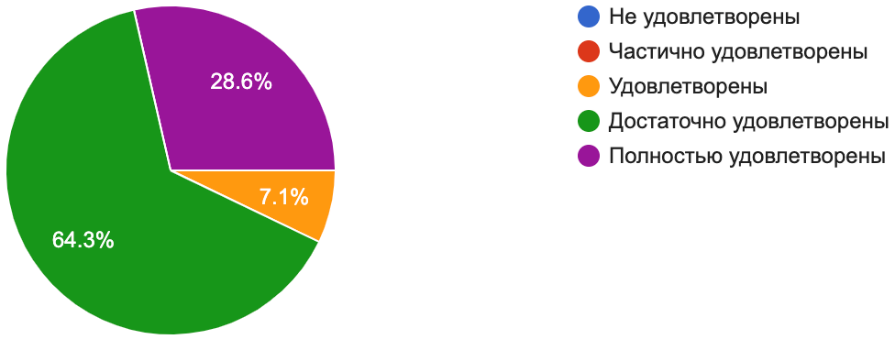 Не удовлетворены
Частично удовлетворены
Удовлетворены
Достаточно удовлетворены
Полностью удовлетворены
28.6%
7.1%
64.3%